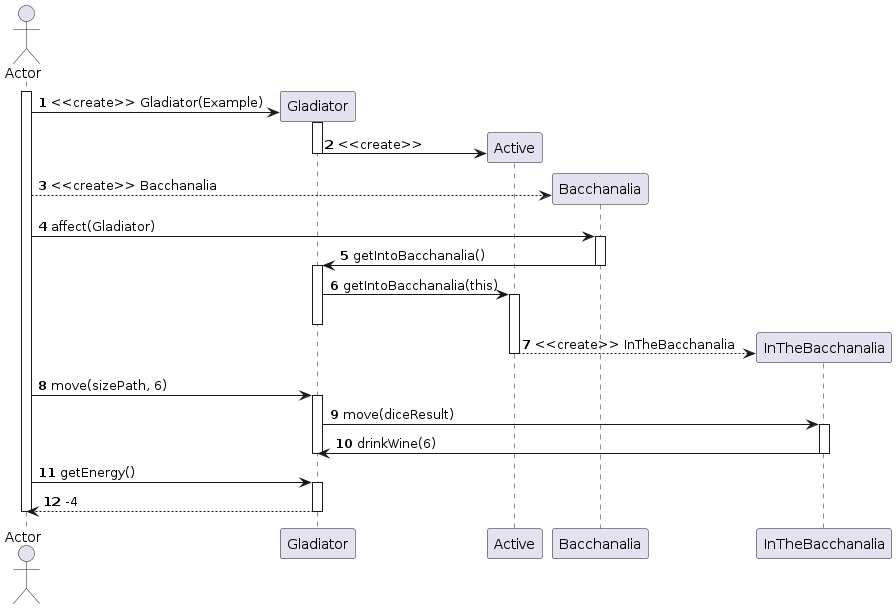 Actor
1 <<create>> Gladiator(Example)
Gladiator
2 <<create>>
Active
3 <<create>> Bacchanalia
Bacchanalia
4 affect(Gladiator)
5 getIntoBacchanalia()
6 getIntoBacchanalia(this)
7 <<create>> InTheBacchanalia
InTheBacchanalia
8 move(sizePath, 6)
9 move(diceResult)
10 drinkWine(6)
11 getEnergy()
12 -4
Actor
Gladiator
Active
Bacchanalia
InTheBacchanalia